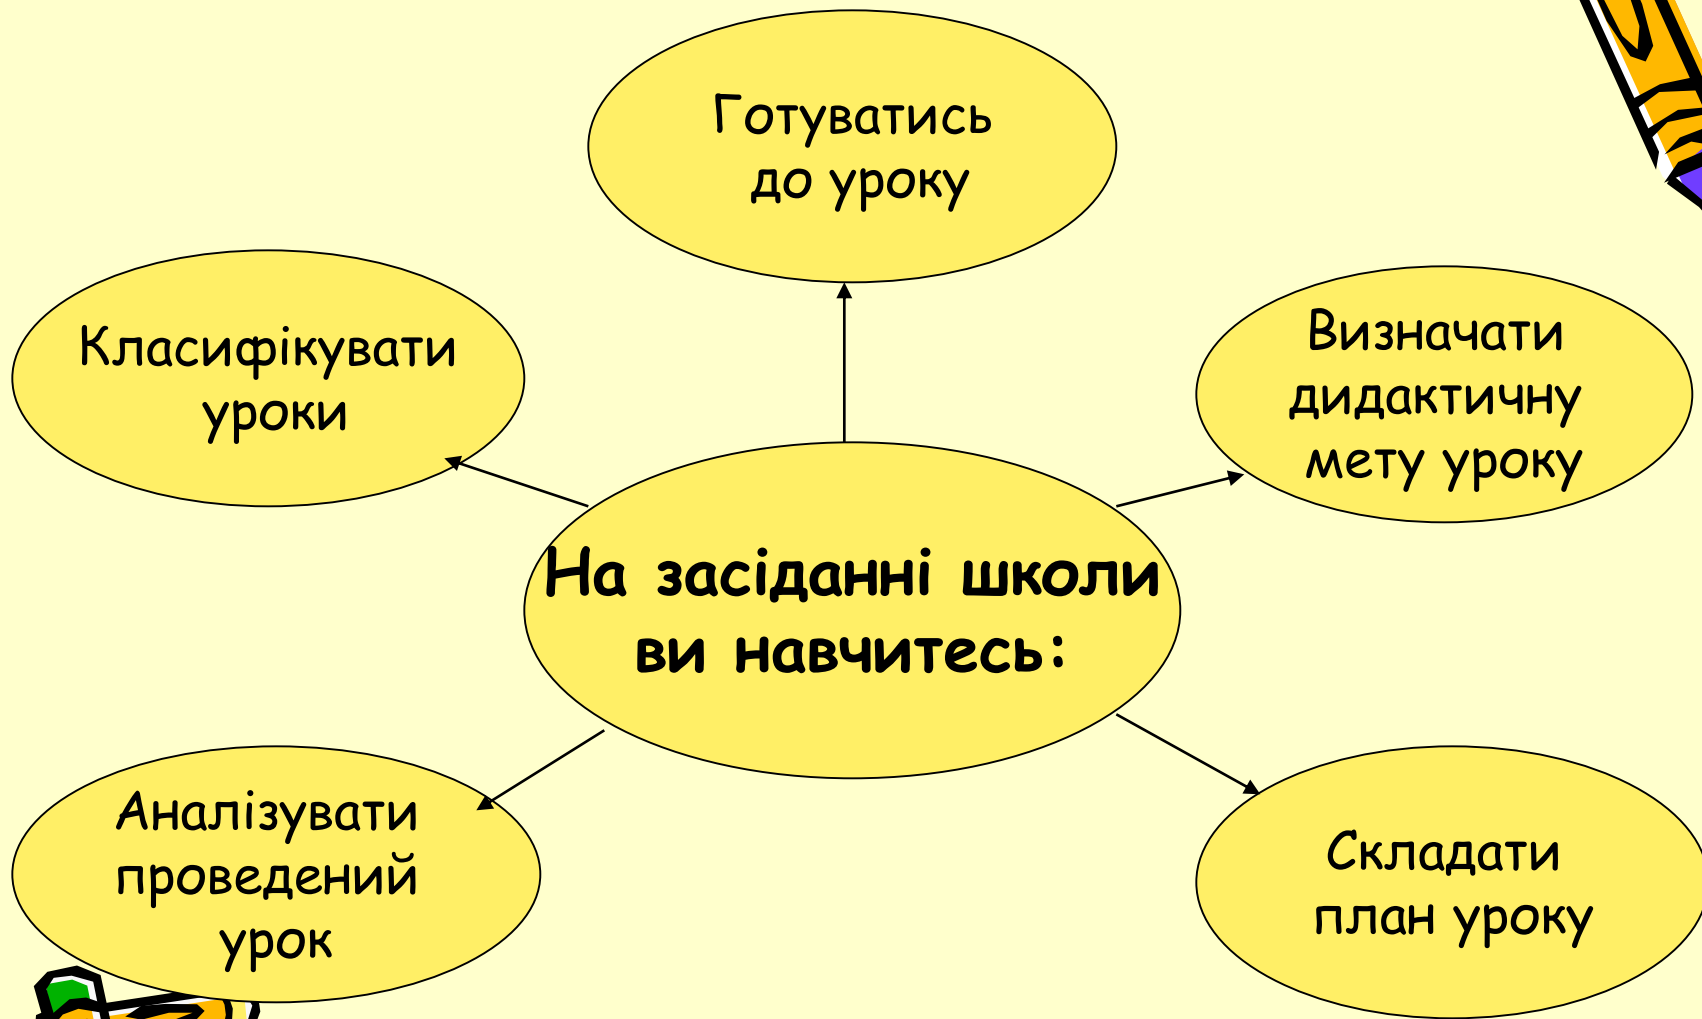 Готуватись
до уроку
Класифікувати
уроки
Визначати
дидактичну
мету уроку
На засіданні школи
ви навчитесь:
Аналізувати
проведений
урок
Складати
план уроку